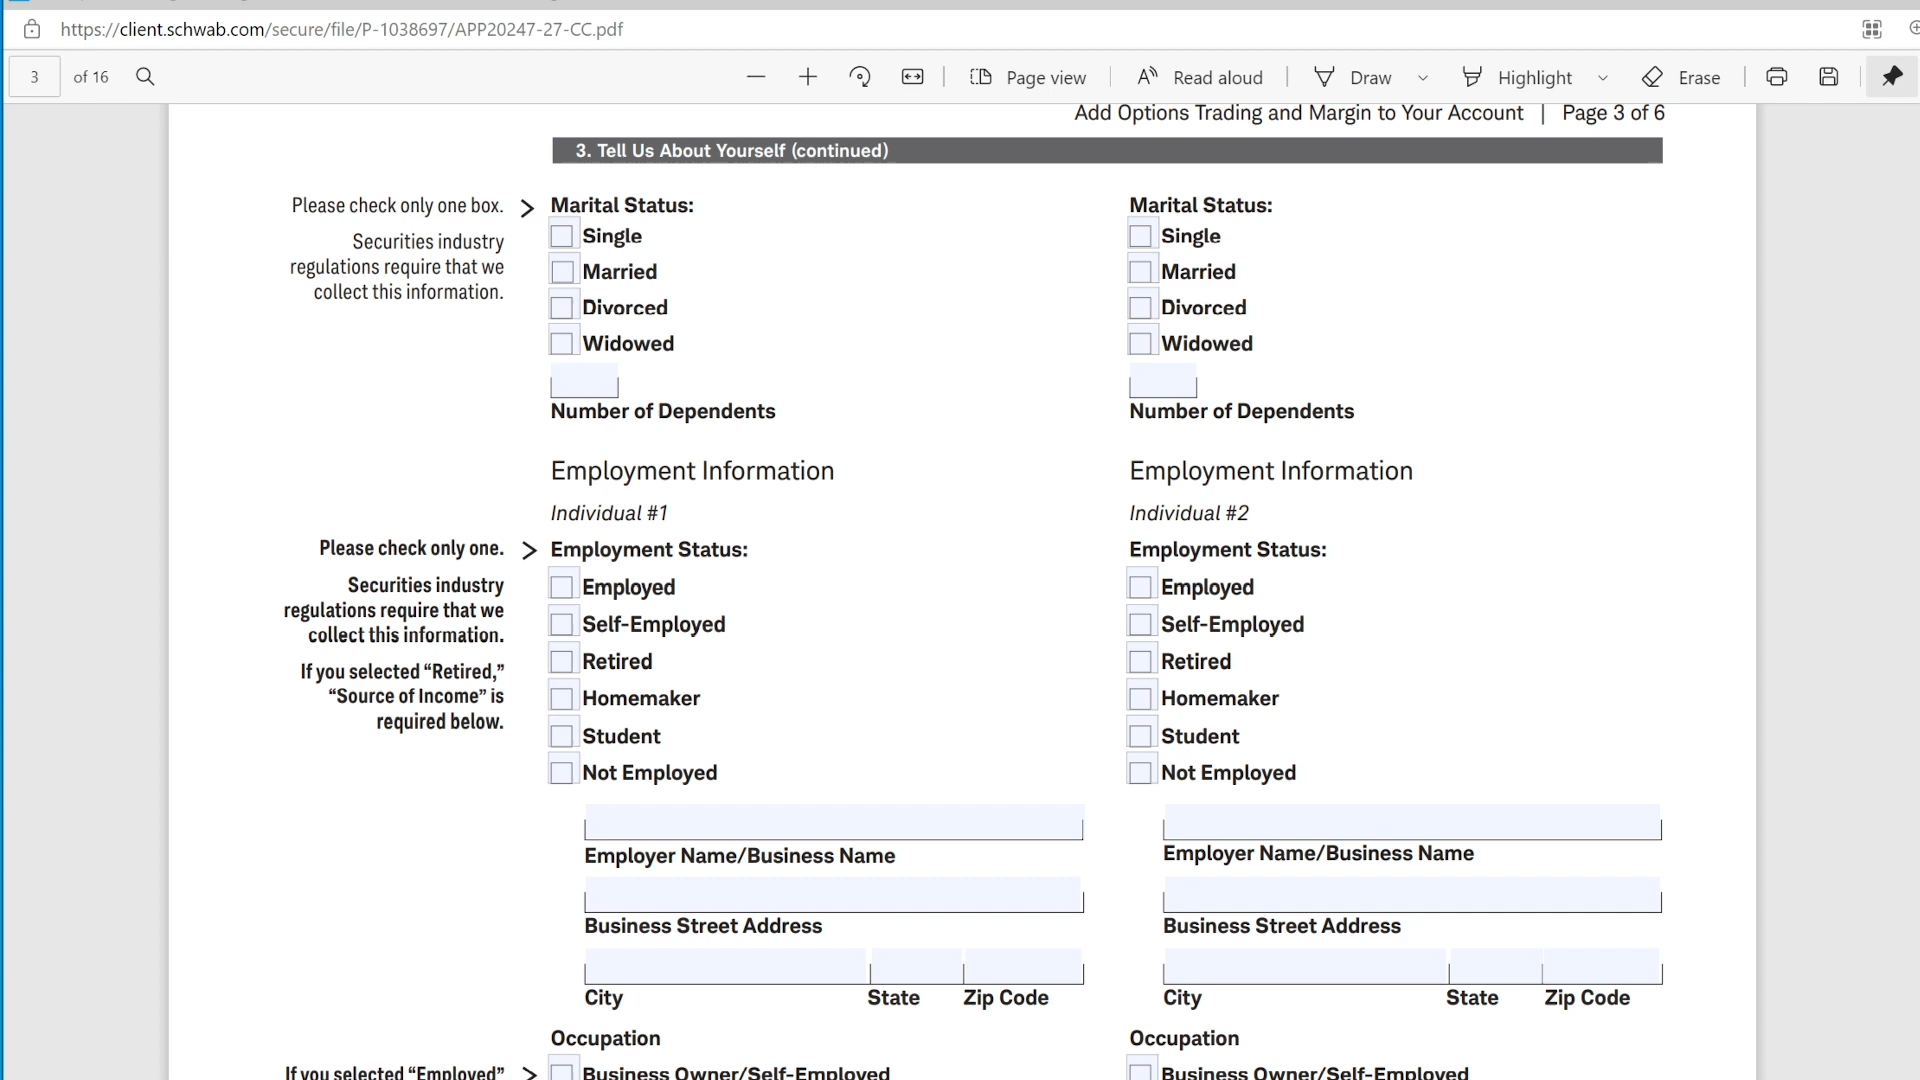 https://client.schwab.com/secure/file/P-1038697/APP20247-27-CC.pdf
3 of 16 Page view Read aloud Draw Highlight Erase
Add Options Trading and Margin to Your Account | Page 3 of 6
3. Tell Us About Yourself (continued)
Please check only one box. > Marital Status: Marital Status:
Single Single
Securities industry
regulations require that we
collect this information.
Married Married
Divorced Divorced
Widowed Widowed
Number of Dependents Number of Dependents
Employment Information Employment Information
Individual #1 Individual #2
Please check only one. > Employment Status: Employment Status:
Securities industry
regulations require that we
collect this information.
If you selected “Retired,”
“Source of Income” is
required below.
Employed Employed
Self-Employed Self-Employed
Retired Retired
Homemaker Homemaker
Student Student
Not Employed Not Employed
Employer Name/Business Name Employer Name/Business Name
Business Street Address Business Street Address
City State Zip Code City State Zip Code
Occupation Occupation
If you selected “Employed” > Business Owner/Self-Employed Business Owner/Self-Employed